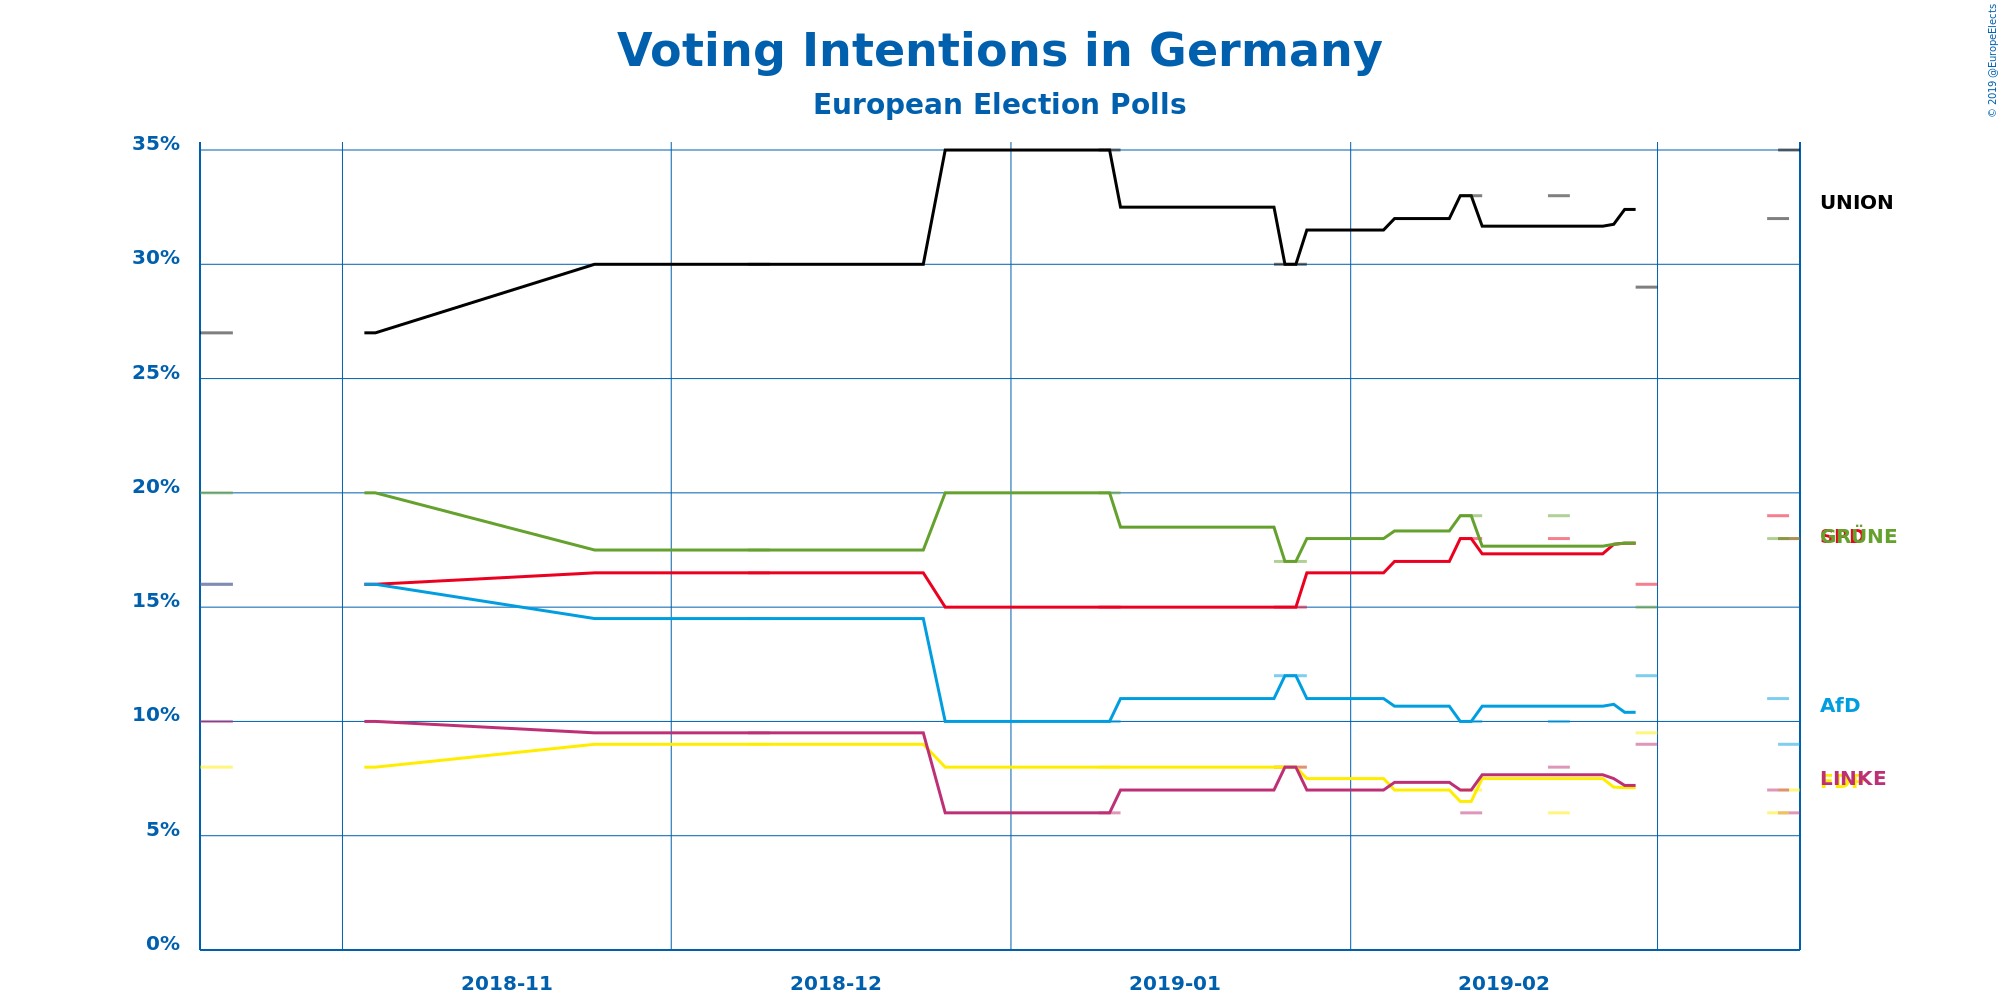 Voting Intentions in Germany
European Election Polls
© 2019 @EuropeElects
35%
30%
25%
20%
15%
10%
5%
0%
UNION
SPD
GRÜNE
AfD
FDP
LINKE
2018-11
2018-12
2019-01
2019-02